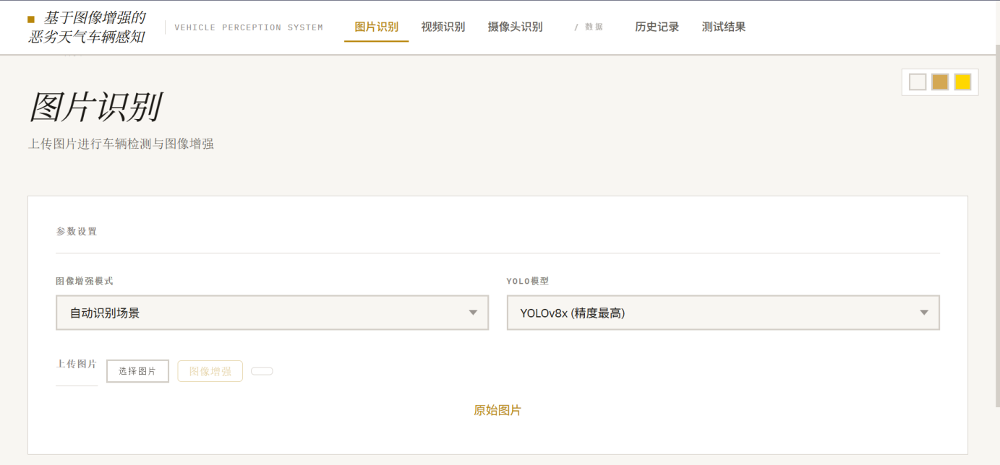 基于图像增强的
恶劣天气车辆感知
VEHICLE PERCEPTION SYSTEM
图片识别
视频识别
摄像头识别
/ 数据
历史记录
测试结果
图片识别
上传图片进行车辆检测与图像增强
参数设置
图像增强模式
YOLO模型
自动识别场景
YOLOv8x (精度最高)
上传图片
选择图片
图像增强
原始图片